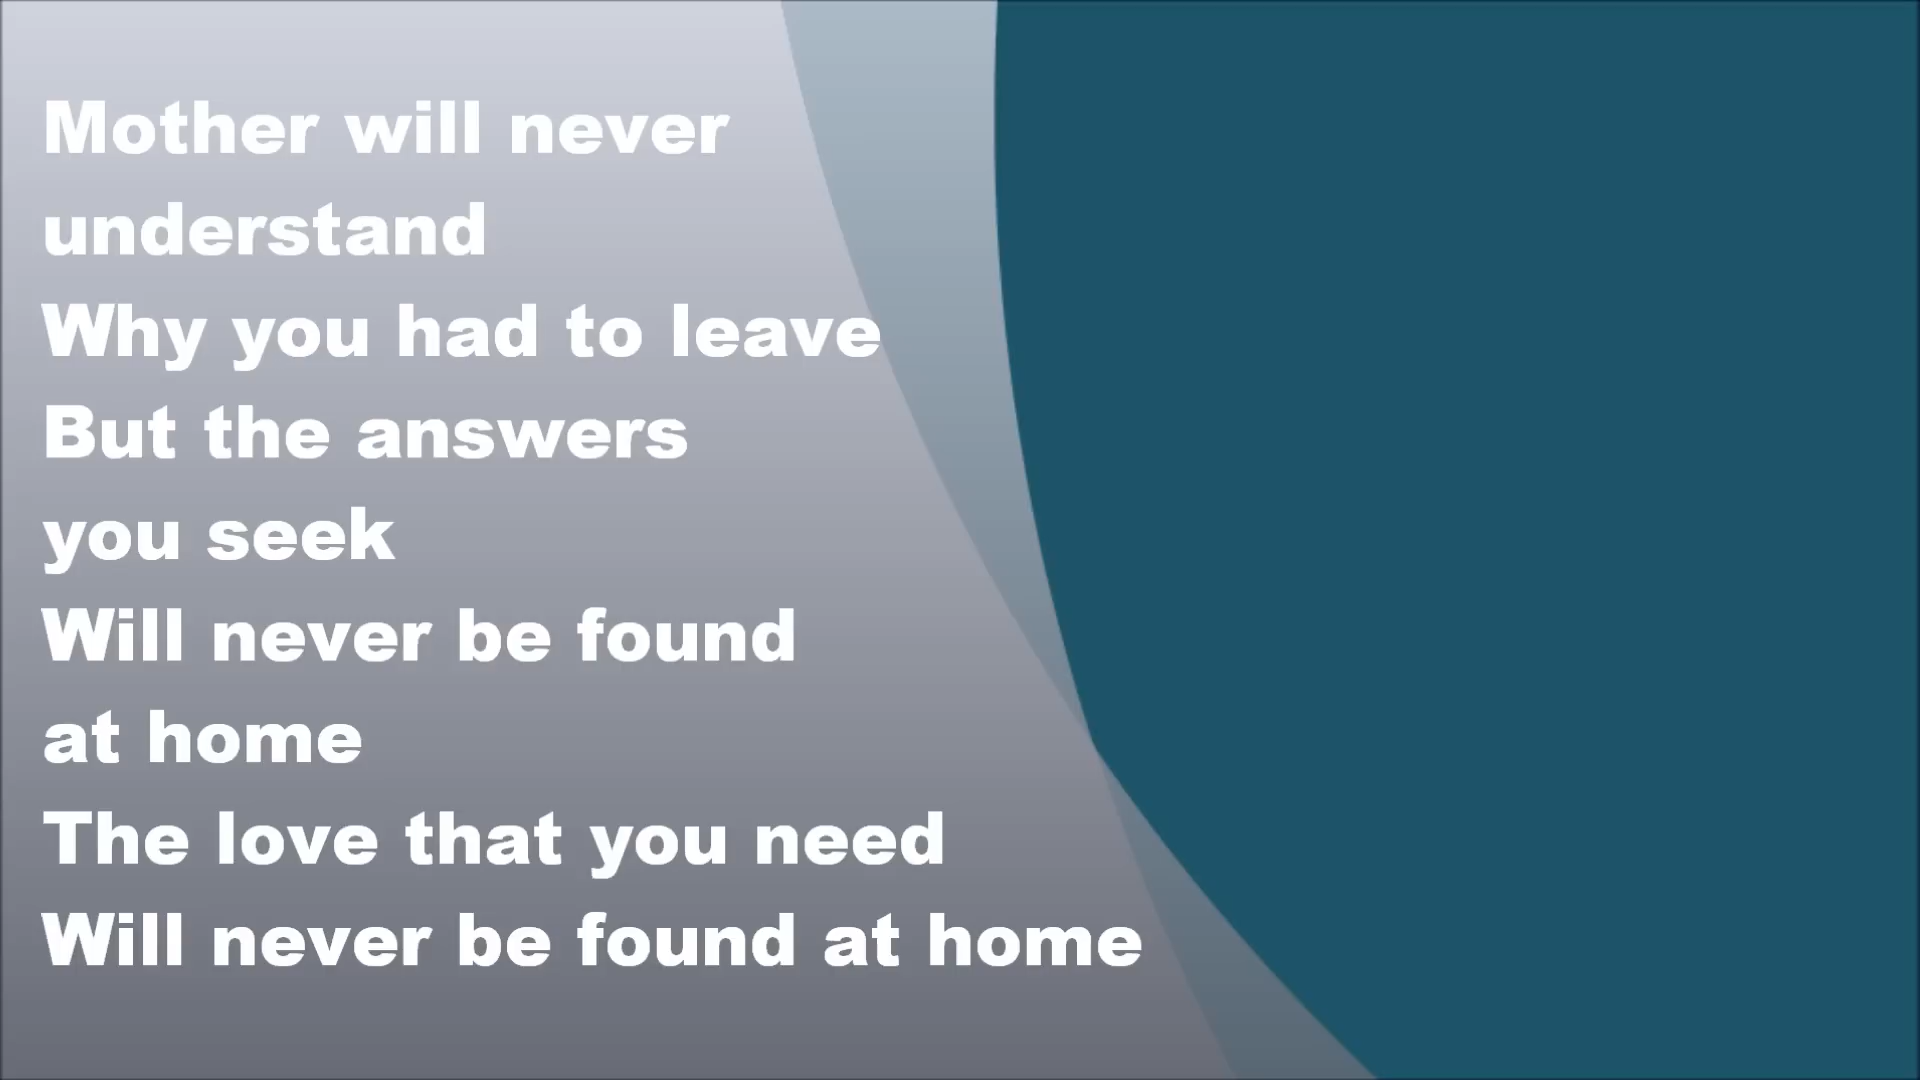 Mother will never
understand
Why you had to leave
But the answers
you seek
Will never be found
at home
The love that you need
Will never be found at home